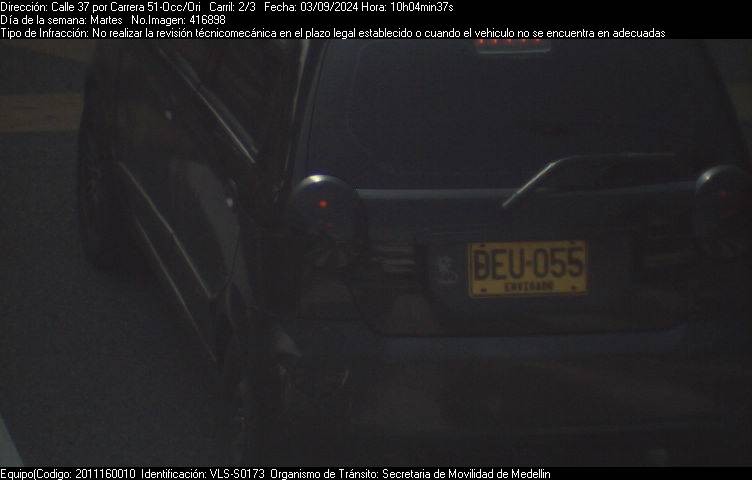 Dirección: Calle 37 por Carrera 51-Occ/Ori   Carril: 2/3   Fecha: 03/09/2024 Hora: 10h04min37s
Día de la semana: Martes   No.Imagen: 416898
Tipo de Infracción: No realizar la revisión técnicomecánica en el plazo legal establecido o cuando el vehiculo no se encuentra en adecuadas
BEU-055
ENVIGADO
Equipo(Codigo: 2011160010  Identificación: VLS-S0173  Organismo de Tránsito: Secretaria de Movilidad de Medellin